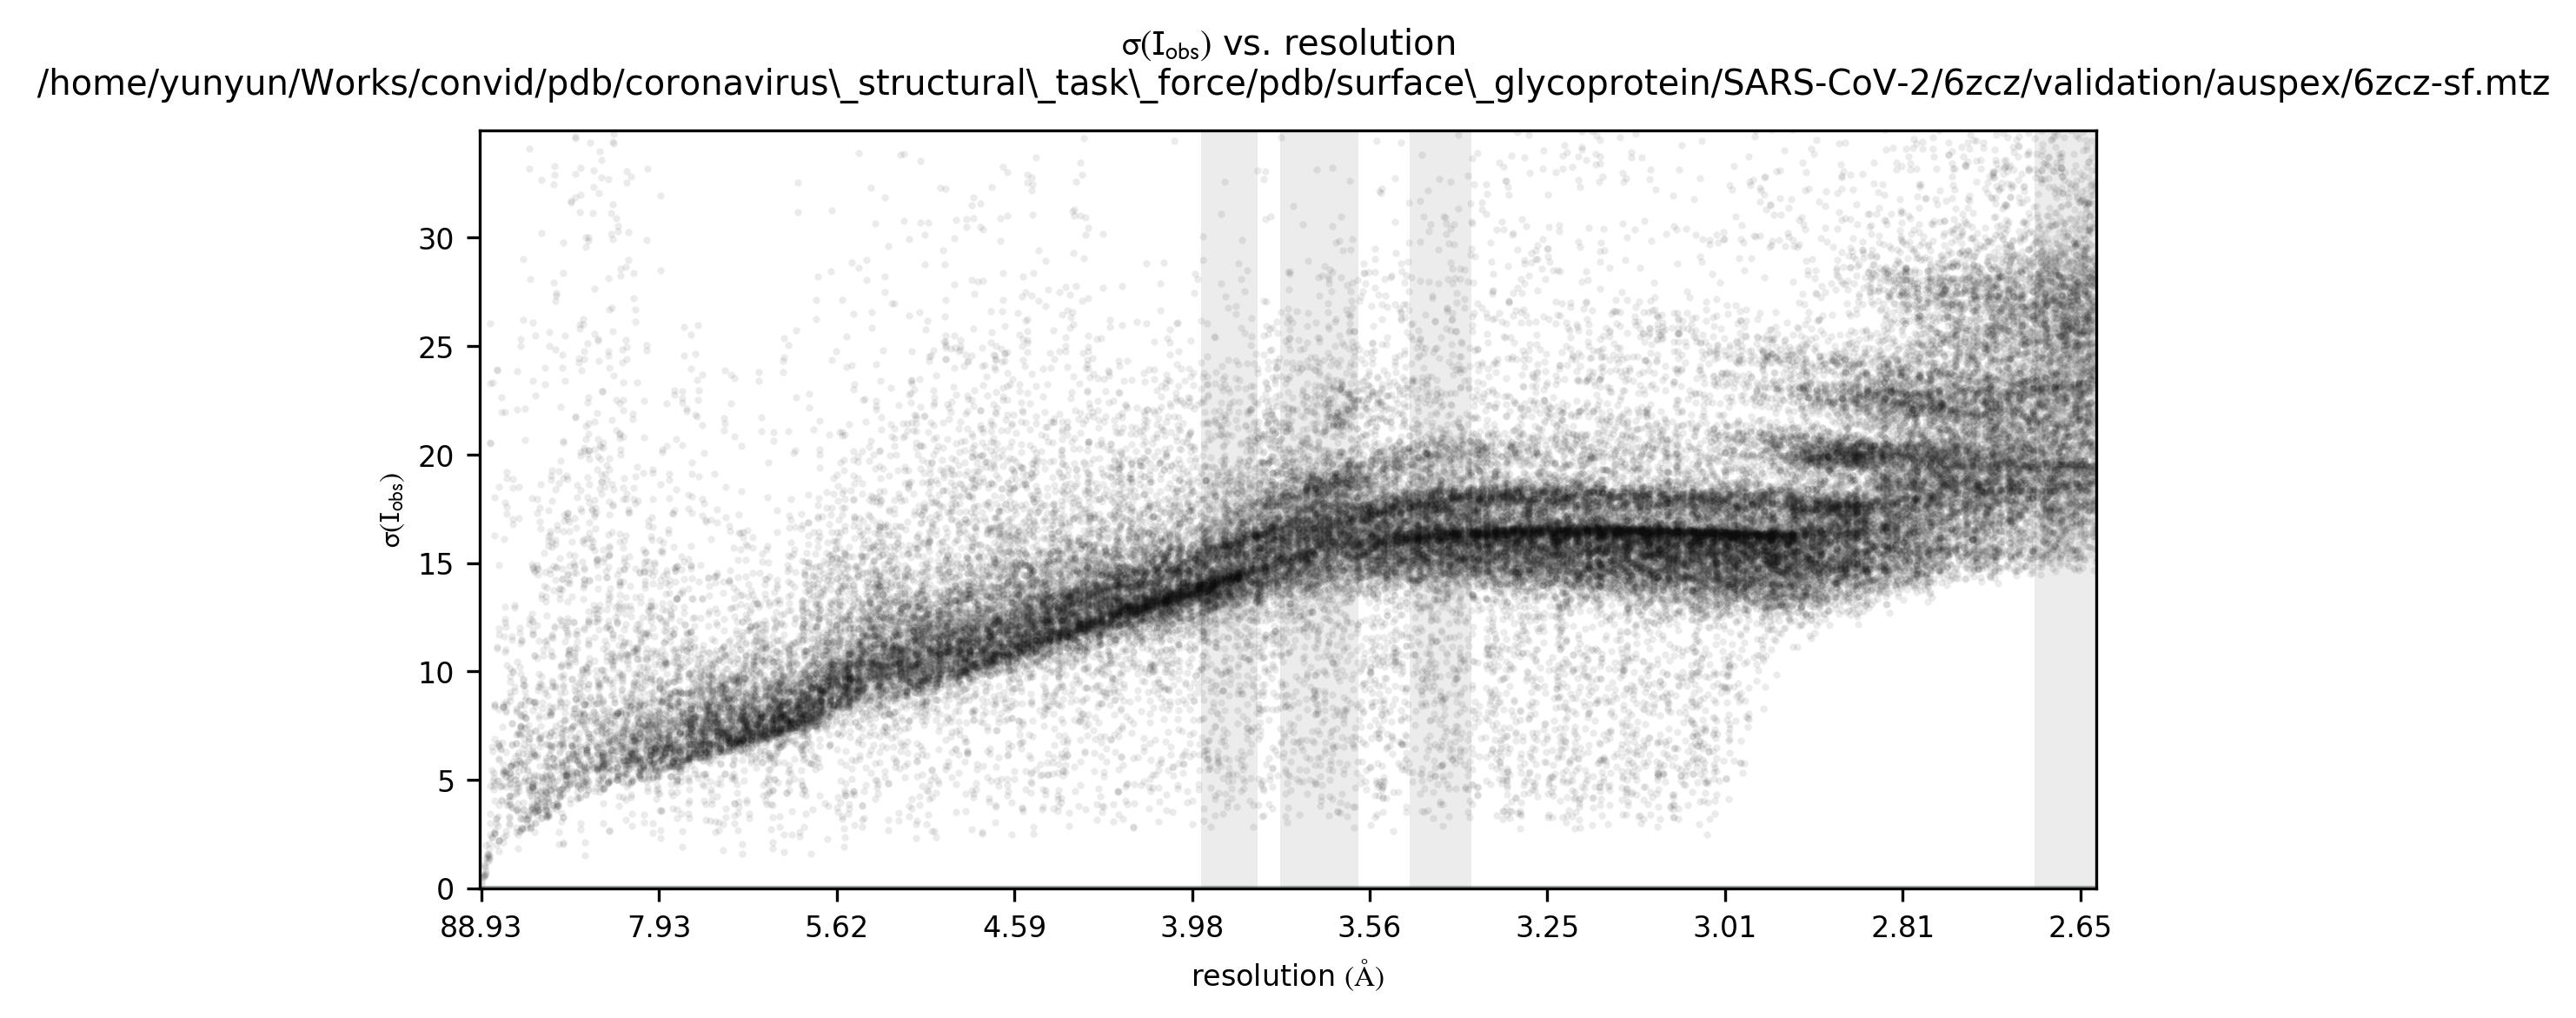 σ(Iobs) vs. resolution
/home/yunyun/Works/convid/pdb/coronavirus\_structural\_task\_force/pdb/surface\_glycoprotein/SARS-CoV-2/6zcz/validation/auspex/6zcz-sf.mtz
σ(Iobs)
30
25
20
15
10
5
0
88.93 7.93 5.62 4.59 3.98 3.56 3.25 3.01 2.81 2.65
resolution (Å)